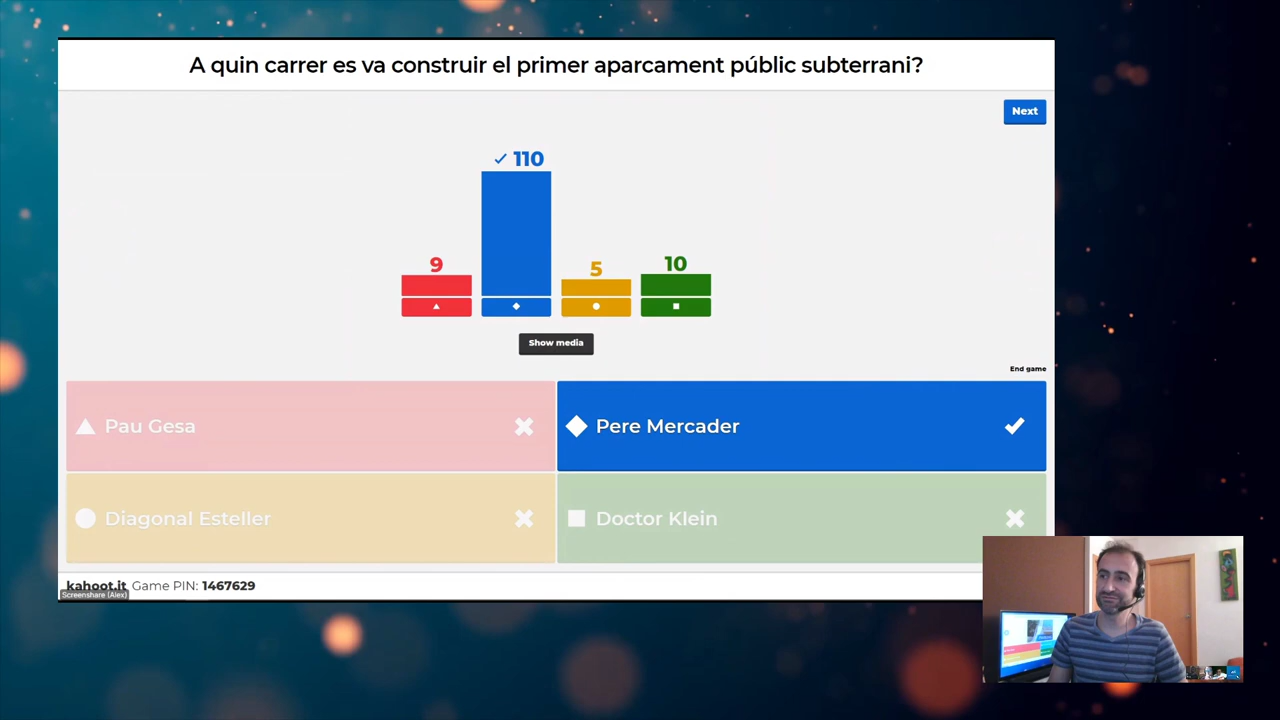 A quin carrer es va construir el primer aparcament públic subterrani?
Next
110
9
5
10
Show media
End game
Pau Gesa
Pere Mercader
Diagonal Esteller
Doctor Klein
kahoot.it Game PIN: 1467629
Screenshare (Alex)